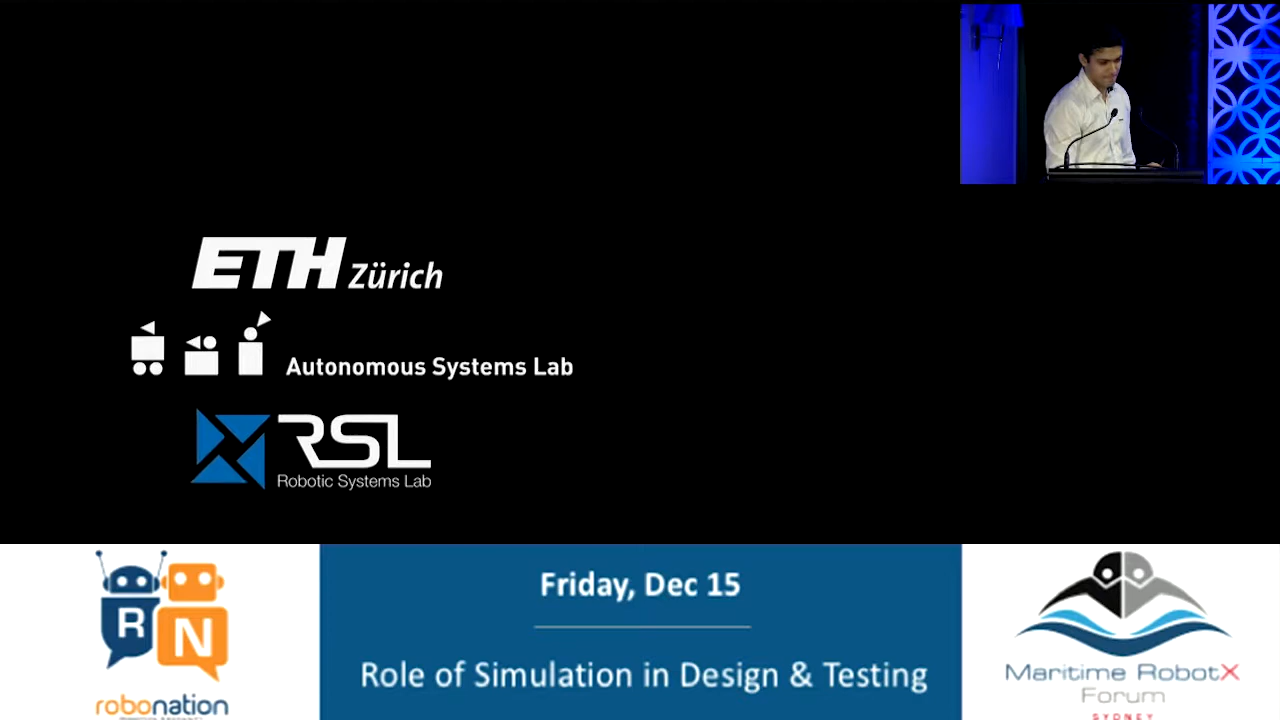 ETH Zürich
Autonomous Systems Lab
RSL
Robotic Systems Lab
RN
robonation
Friday, Dec 15
Role of Simulation in Design & Testing
Maritime RobotX
Forum
SYDNEY